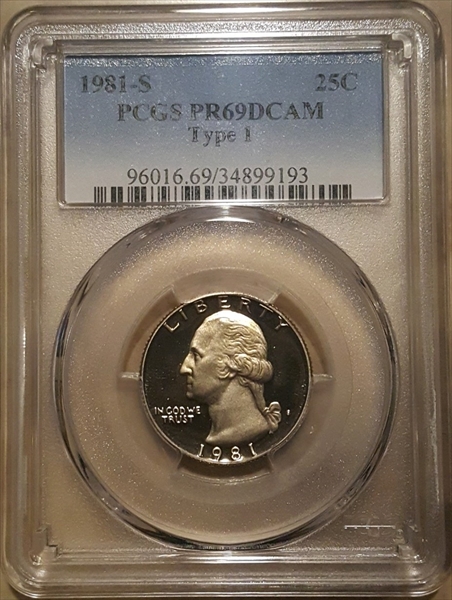 1981-S 25C
PCGS PR69DCAM
Type 1
96016.69/34899193
LIBERTY
IN GOD WE
TRUST
1981